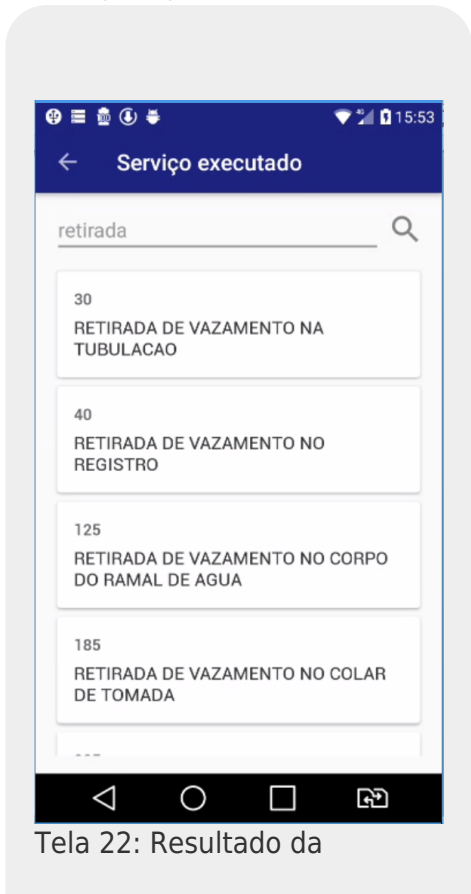 15:53
Serviço executado
retirada
30
RETIRADA DE VAZAMENTO NA
TUBULACAO
40
RETIRADA DE VAZAMENTO NO
REGISTRO
125
RETIRADA DE VAZAMENTO NO CORPO
DO RAMAL DE AGUA
185
RETIRADA DE VAZAMENTO NO COLAR
DE TOMADA
Tela 22: Resultado da